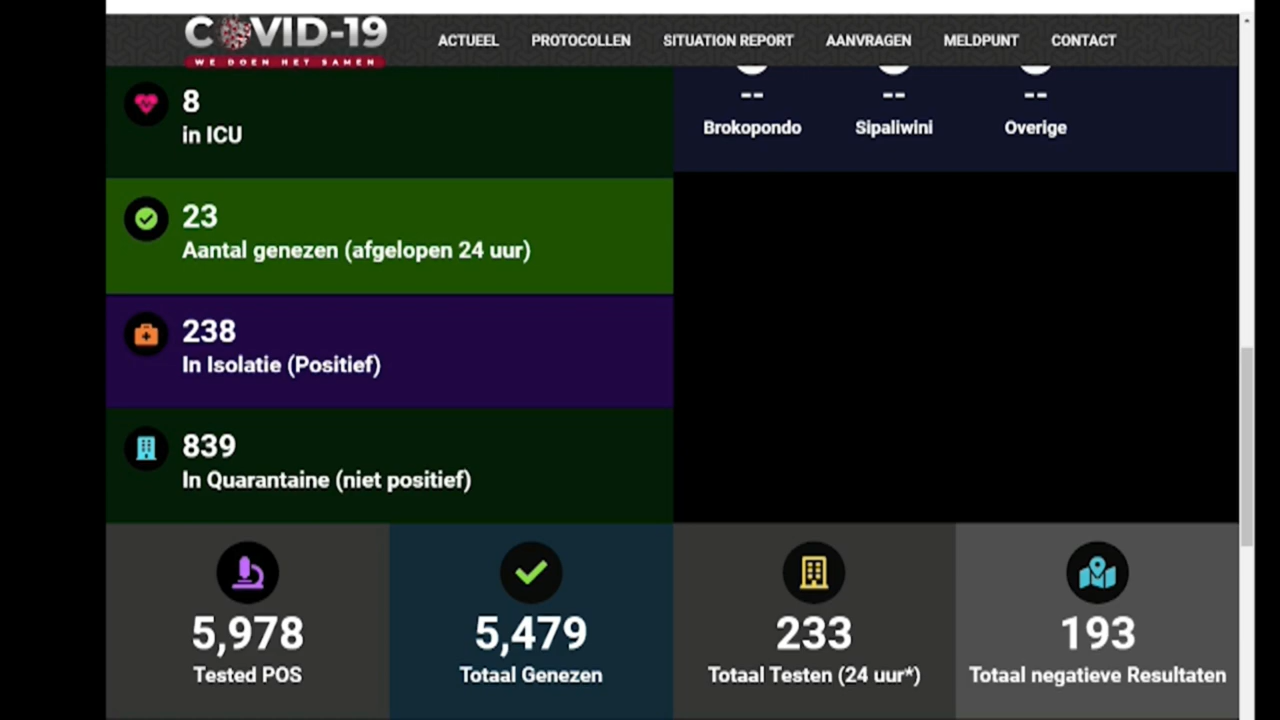 COVID-19
WE DOEN HET SAMEN
ACTUEEL
PROTOCOLLEN
SITUATION REPORT
AANVRAGEN
MELDPUNT
CONTACT
8
in ICU
--
Brokopondo
--
Sipaliwini
--
Overige
23
Aantal genezen (afgelopen 24 uur)
238
In Isolatie (Positief)
839
In Quarantaine (niet positief)
5,978
Tested POS
5,479
Totaal Genezen
233
Totaal Testen (24 uur*)
193
Totaal negatieve Resultaten